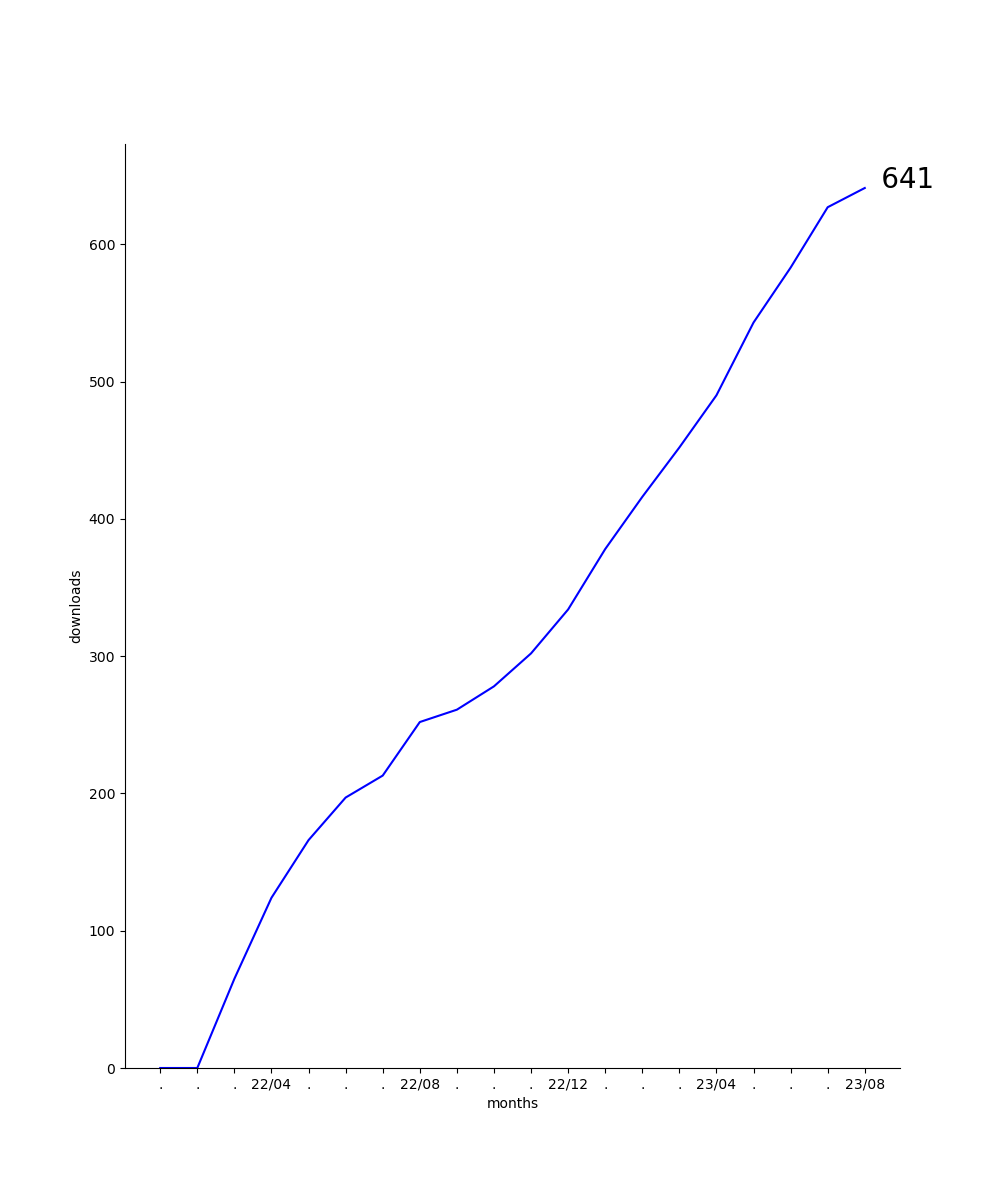 641
600
500
400
300
200
100
0
downloads
. . . 22/04 . . . 22/08 . . . 22/12 . . . 23/04 . . . 23/08
months